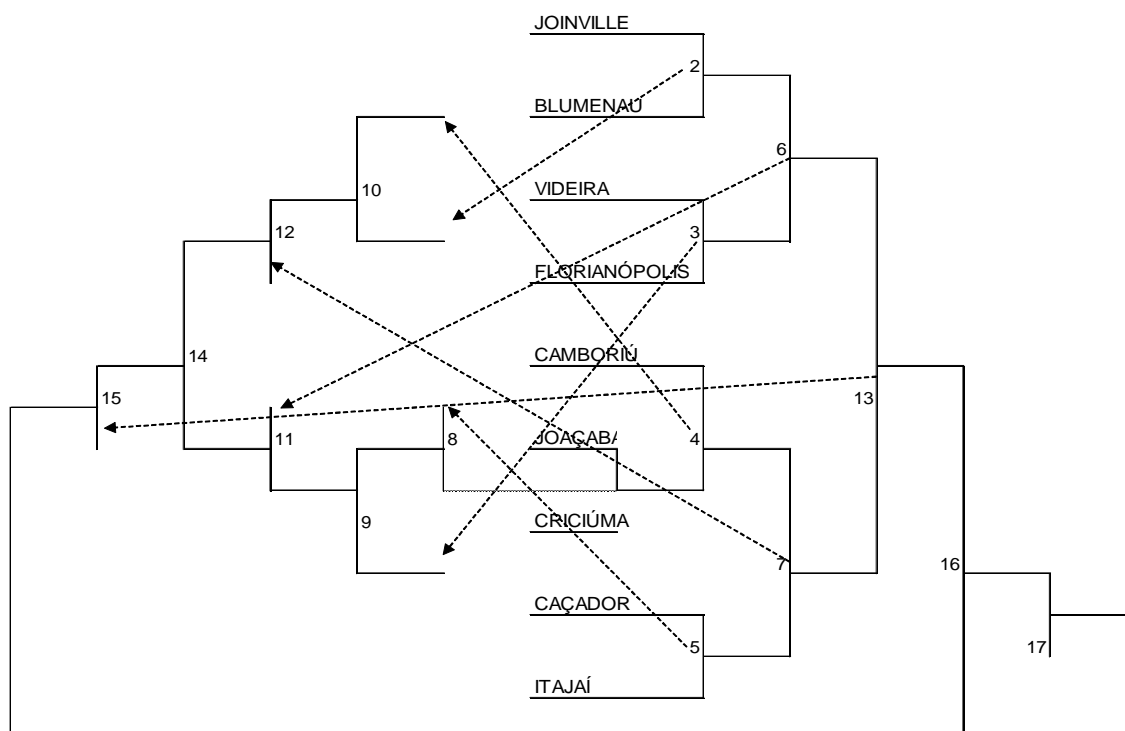 JOINVILLE
2
BLUMENAU
6
VIDEIRA
10
12
3
FLORIANÓPOLIS
CAMBORIÚ
14
15
13
11
8
JOAÇABA
4
9
CRICIÚMA
7
16
CAÇADOR
5
17
ITAJAÍ